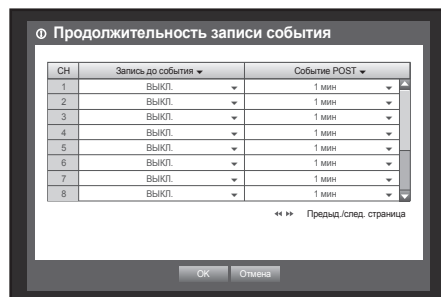 Продолжительность записи события
CH Запись до события Событие POST
1 ВЫКЛ. 1 мин
2 ВЫКЛ. 1 мин
3 ВЫКЛ. 1 мин
4 ВЫКЛ. 1 мин
5 ВЫКЛ. 1 мин
6 ВЫКЛ. 1 мин
7 ВЫКЛ. 1 мин
8 ВЫКЛ. 1 мин
Предыд./след. страница
OK Отмена